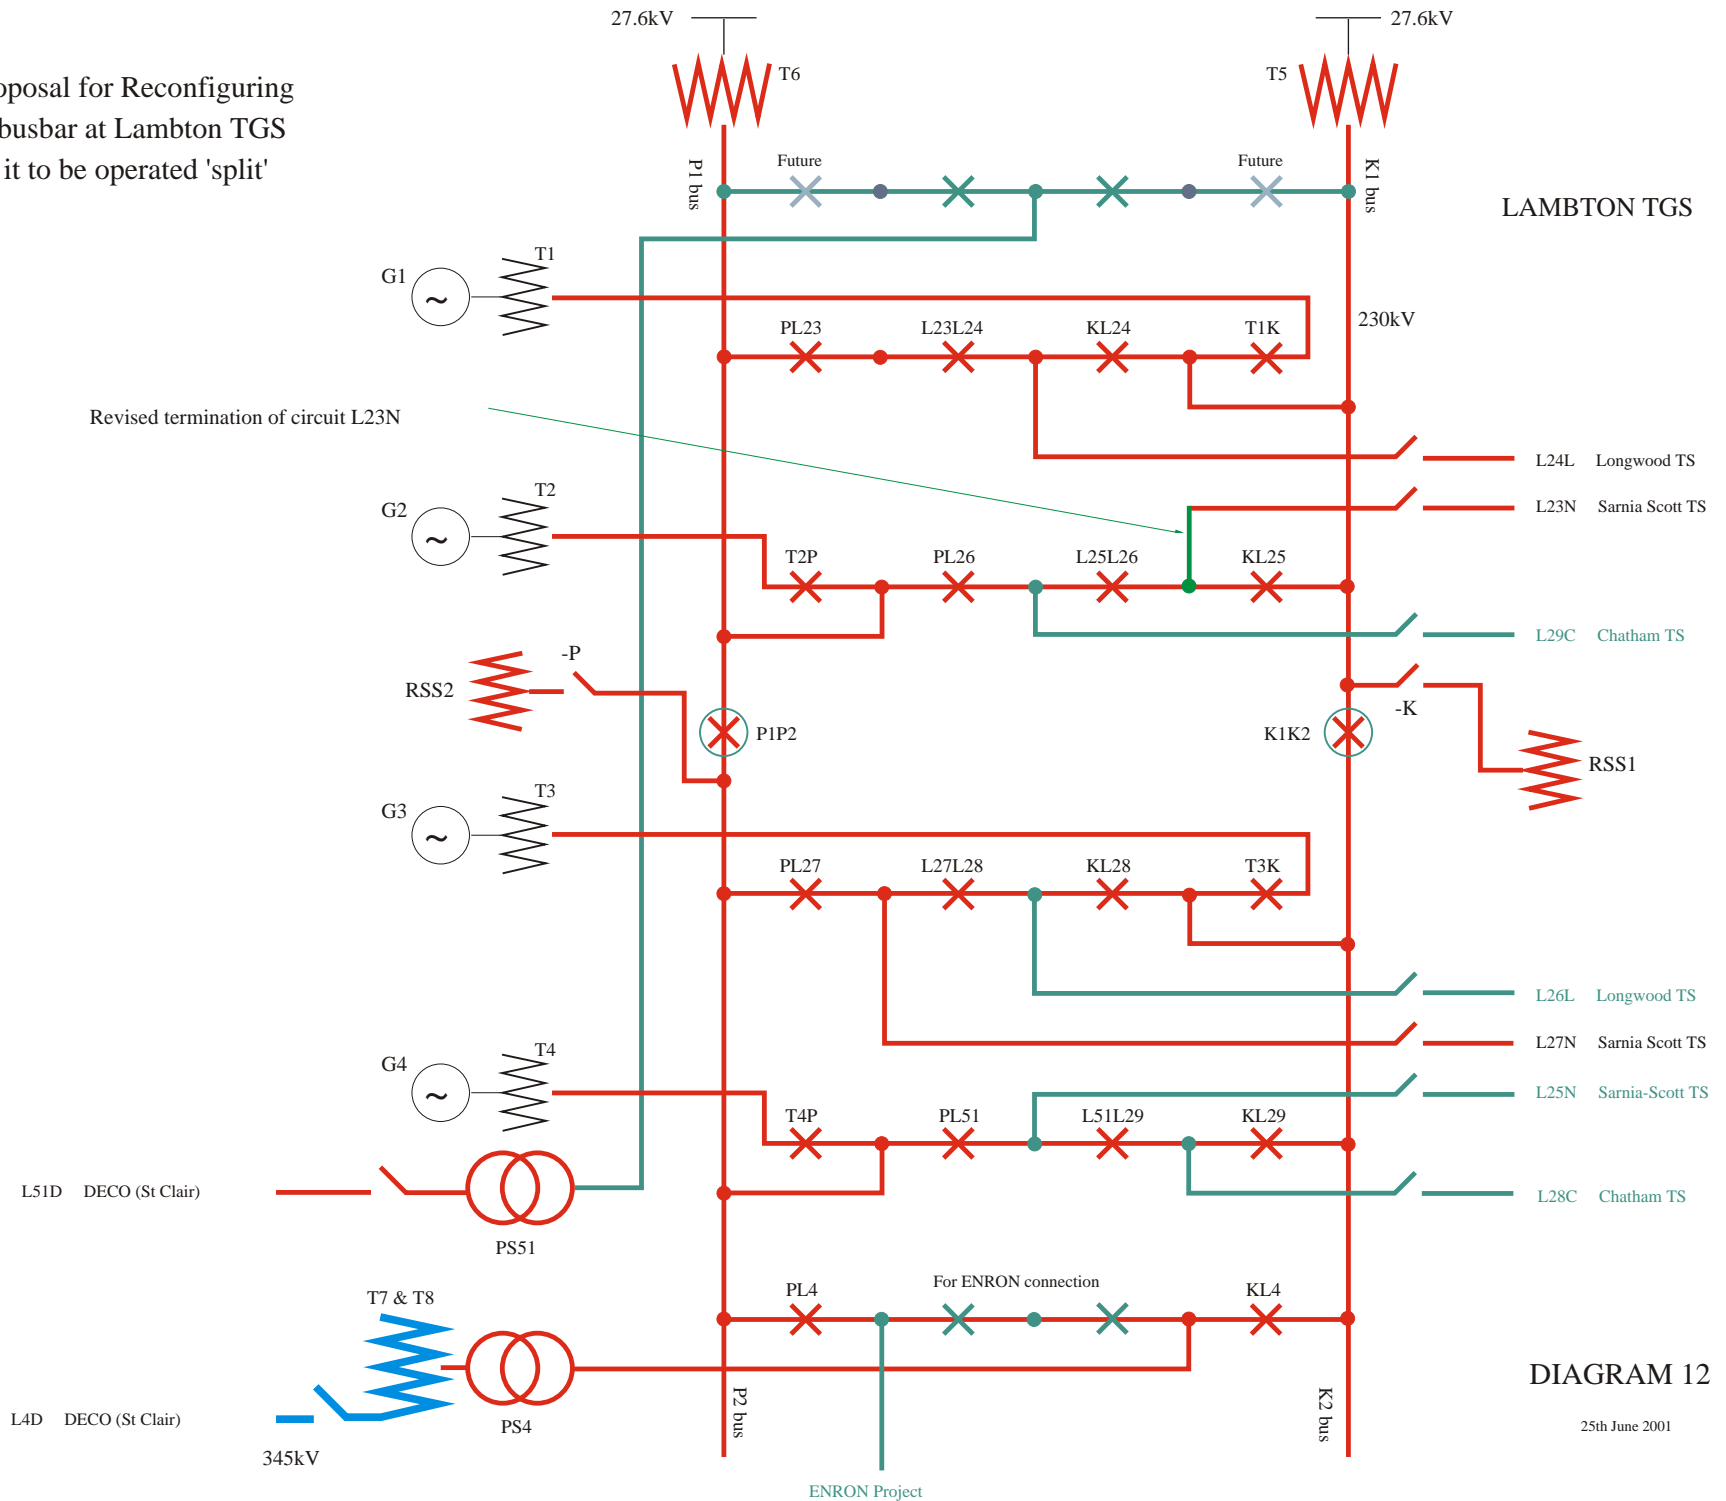 27.6kV
27.6kV
T6
T5
oposal for Reconfiguring
busbar at Lambton TGS
it to be operated 'split'
P1 bus
Future
Future
K1 bus
LAMBTON TGS
G1
T1
~
PL23
L23L24
KL24
T1K
230kV
Revised termination of circuit L23N
L24L Longwood TS
G2
T2
~
L23N Sarnia Scott TS
T2P
PL26
L25L26
KL25
L29C Chatham TS
RSS2
-P
-K
P1P2
K1K2
RSS1
G3
T3
~
PL27
L27L28
KL28
T3K
L26L Longwood TS
L27N Sarnia Scott TS
G4
T4
~
L25N Sarnia-Scott TS
T4P
PL51
L51L29
KL29
L51D DECO (St Clair)
L28C Chatham TS
PS51
T7 & T8
PL4
For ENRON connection
KL4
DIAGRAM 12
L4D DECO (St Clair)
PS4
P2 bus
K2 bus
25th June 2001
345kV
ENRON Project